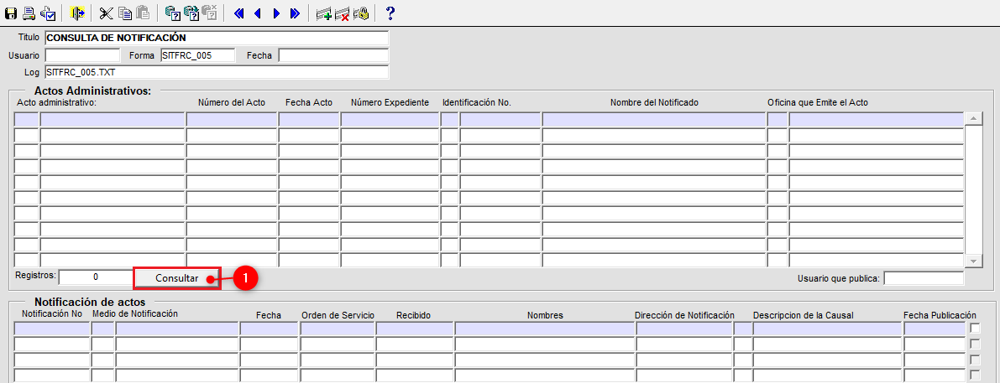 ?
Titulo CONSULTA DE NOTIFICACIÓN
Usuario Forma SITFRC_005 Fecha
Log SITFRC_005.TXT
Actos Administrativos:
Acto administrativo: Número del Acto Fecha Acto Número Expediente Identificación No. Nombre del Notificado Oficina que Emite el Acto
Registros: 0 Consultar 1 Usuario que publica:
Notificación de actos
Notificación No Medio de Notificación Fecha Orden de Servicio Recibido Nombres Dirección de Notificación Descripcion de la Causal Fecha Publicación